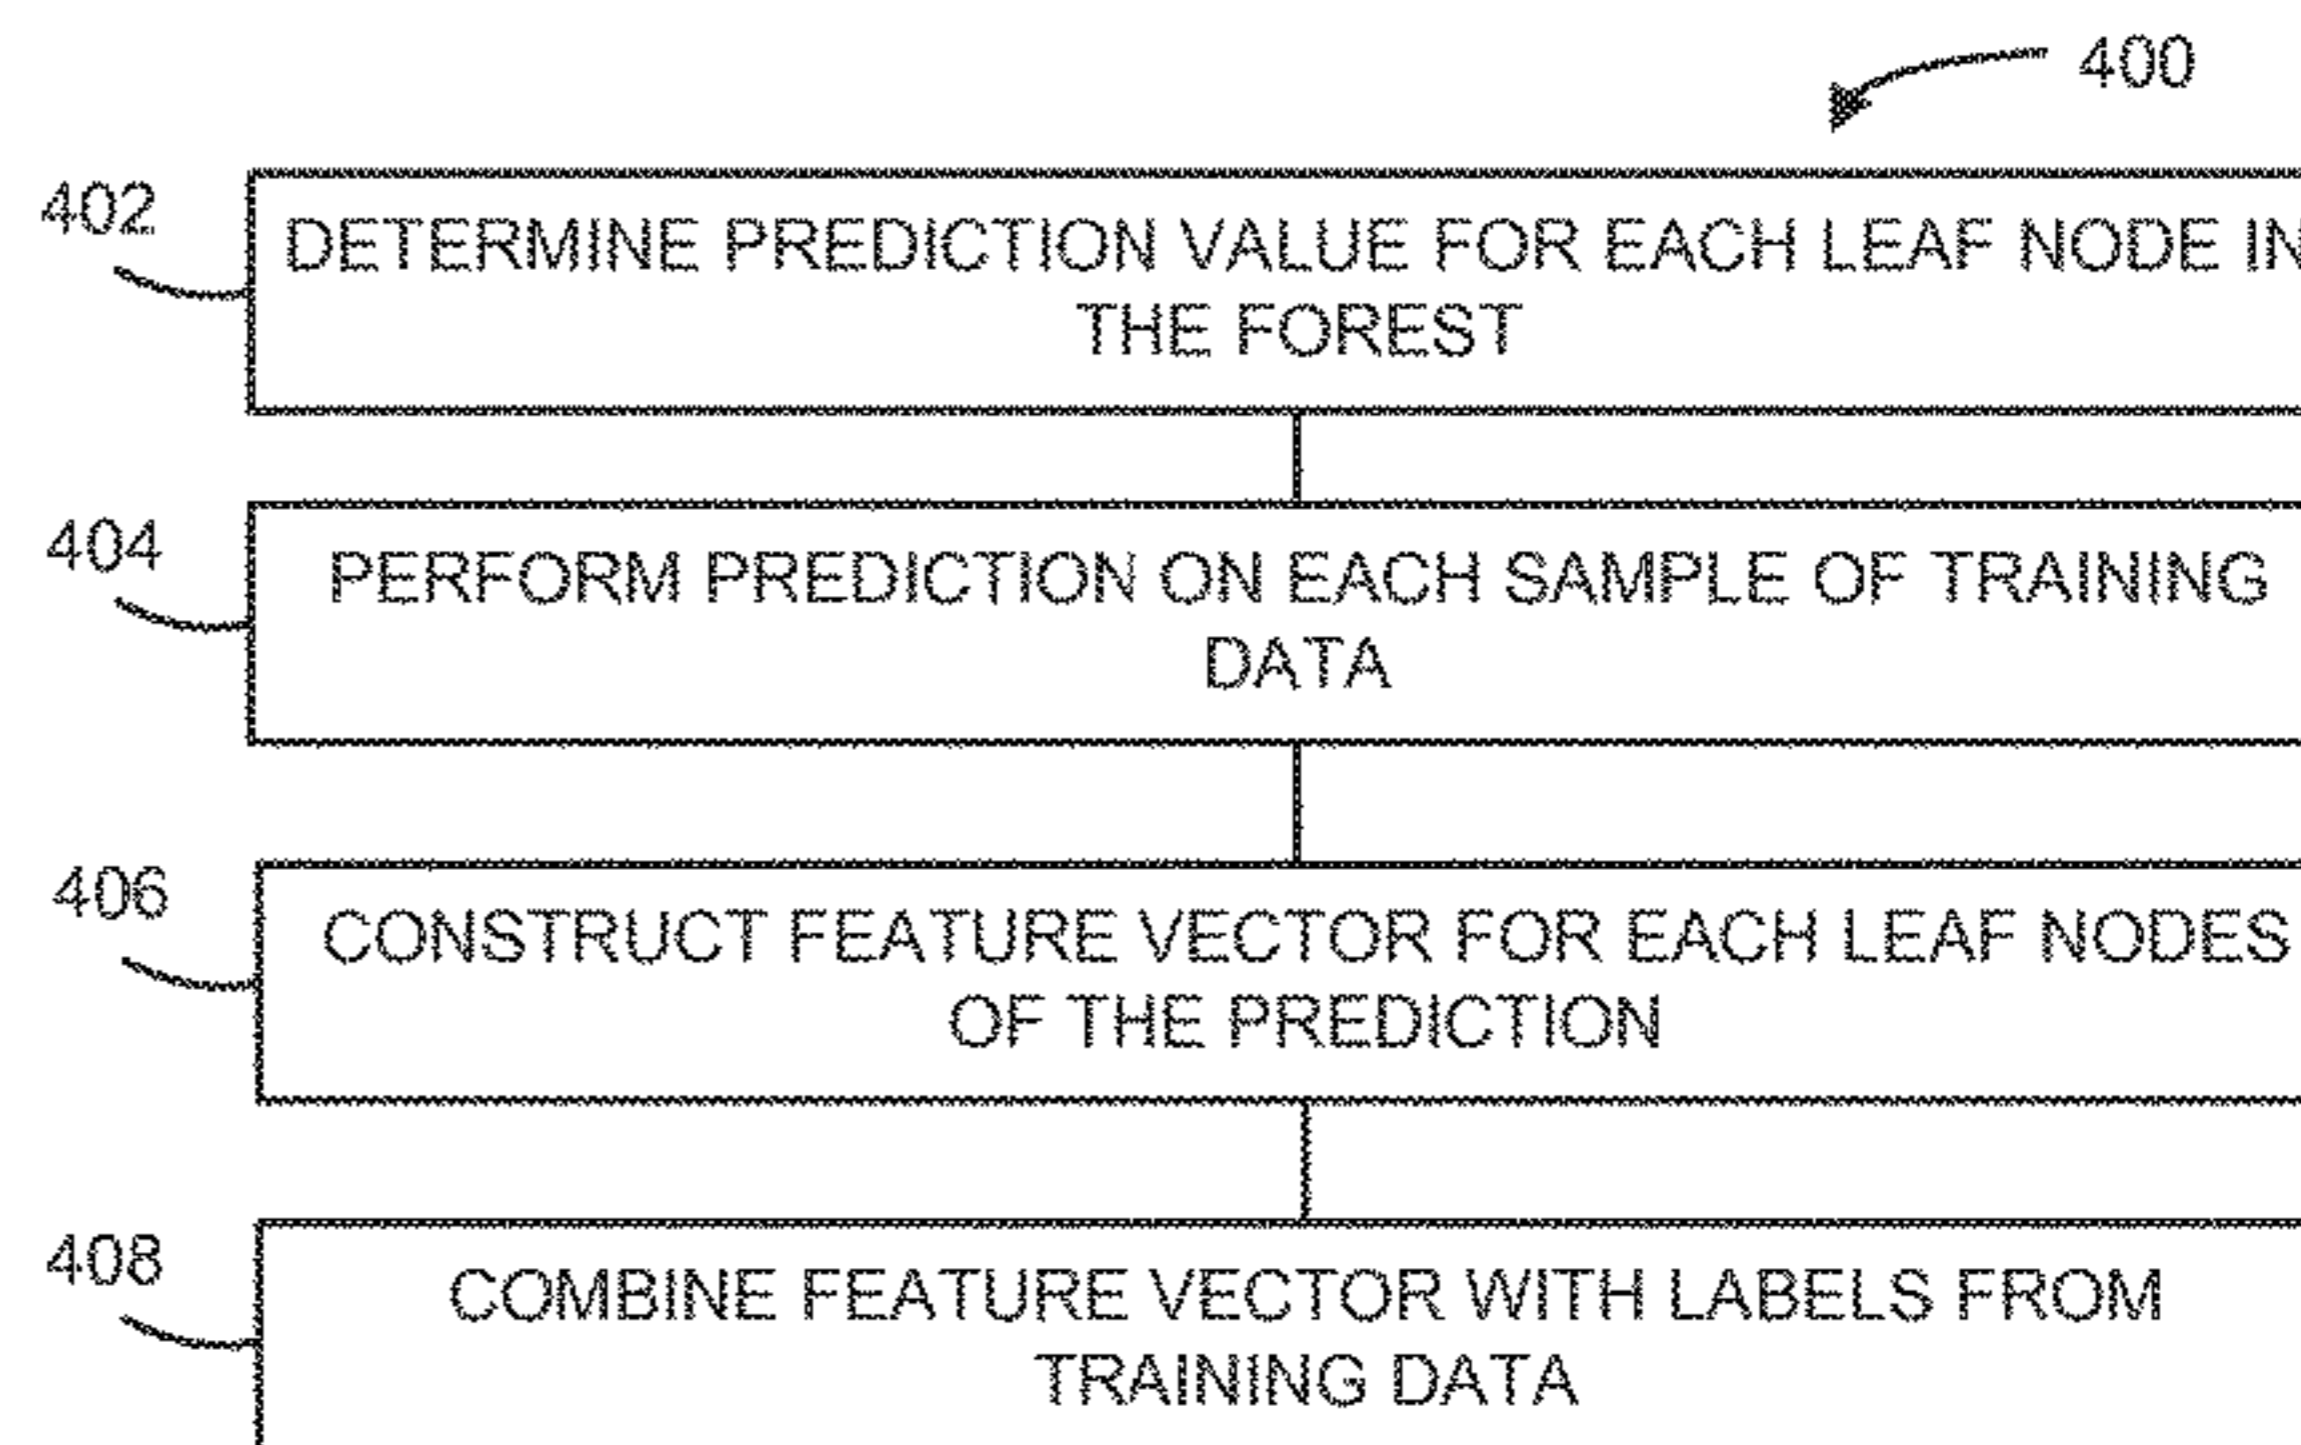 400
402
DETERMINE PREDICTION VALUE FOR EACH LEAF NODE IN
THE FOREST
404
PERFORM PREDICTION ON EACH SAMPLE OF TRAINING
DATA
406
CONSTRUCT FEATURE VECTOR FOR EACH LEAF NODES
OF THE PREDICTION
408
COMBINE FEATURE VECTOR WITH LABELS FROM
TRAINING DATA